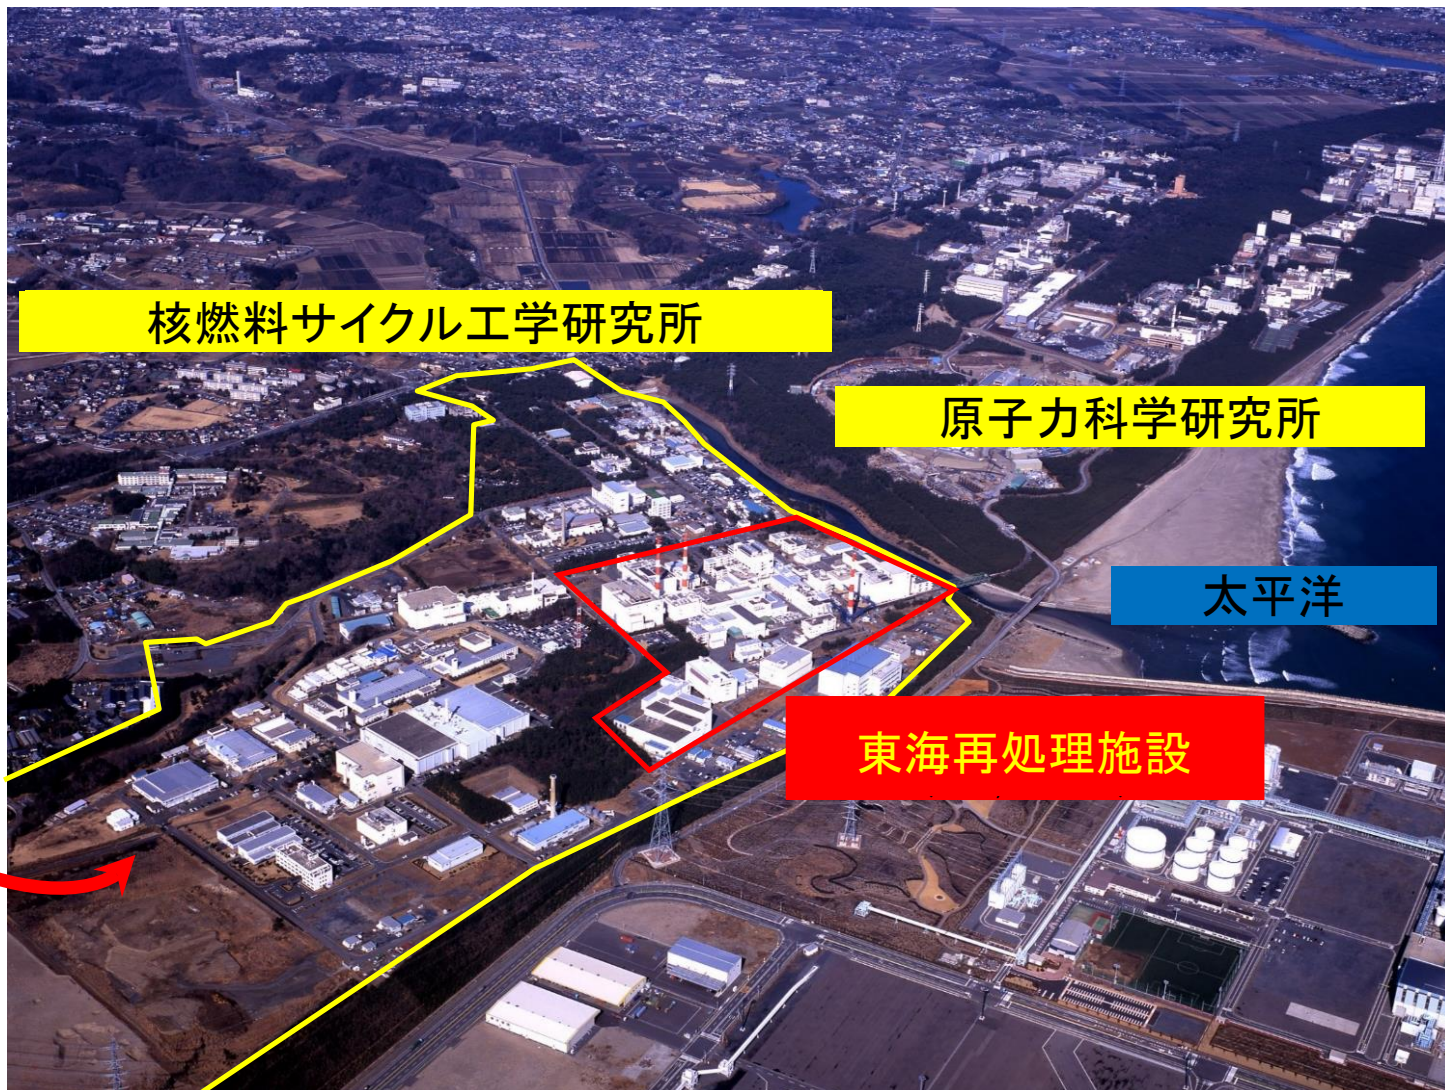 核燃料サイクル工学研究所
原子力科学研究所
太平洋
東海再処理施設